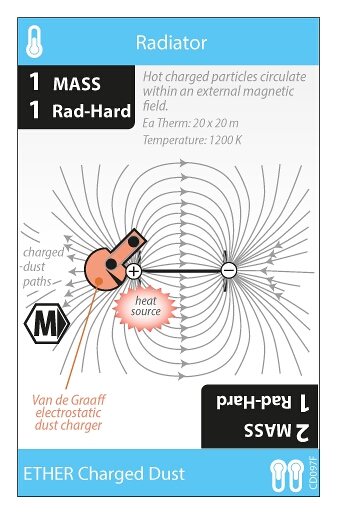 Radiator
1 MASS
1 Rad-Hard
Hot charged particles circulate
within an external magnetic
field.
Ea Therm: 20 x 20 m
Temperature: 1200 K
charged
dust
paths
+
−
heat
source
M
Van de Graaff
electrostatic
dust charger
2 MASS
1 Rad-Hard
ETHER Charged Dust
CD097F